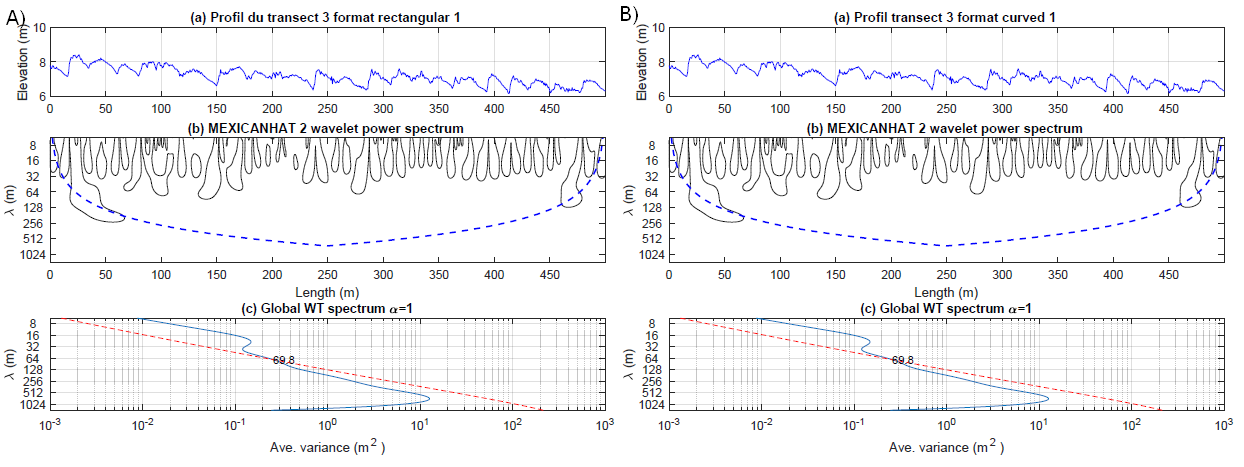 A)
(a) Profil du transect 3 format rectangular 1
Elevation (m)
10
8
6
0 50 100 150 200 250 300 350 400 450
(b) MEXICANHAT 2 wavelet power spectrum
λ (m)
8
16
32
64
128
256
512
1024
0 50 100 150 200 250 300 350 400 450
Length (m)
(c) Global WT spectrum α=1
λ (m)
8
16
32
64
128
256
512
1024
69.8
10-3 10-2 10-1 100 101 102 103
Ave. variance (m2 )
B)
(a) Profil transect 3 format curved 1
Elevation (m)
10
8
6
0 50 100 150 200 250 300 350 400 450
(b) MEXICANHAT 2 wavelet power spectrum
λ (m)
8
16
32
64
128
256
512
1024
0 50 100 150 200 250 300 350 400 450
Length (m)
(c) Global WT spectrum α=1
λ (m)
8
16
32
64
128
256
512
1024
69.8
10-3 10-2 10-1 100 101 102 103
Ave. variance (m2 )